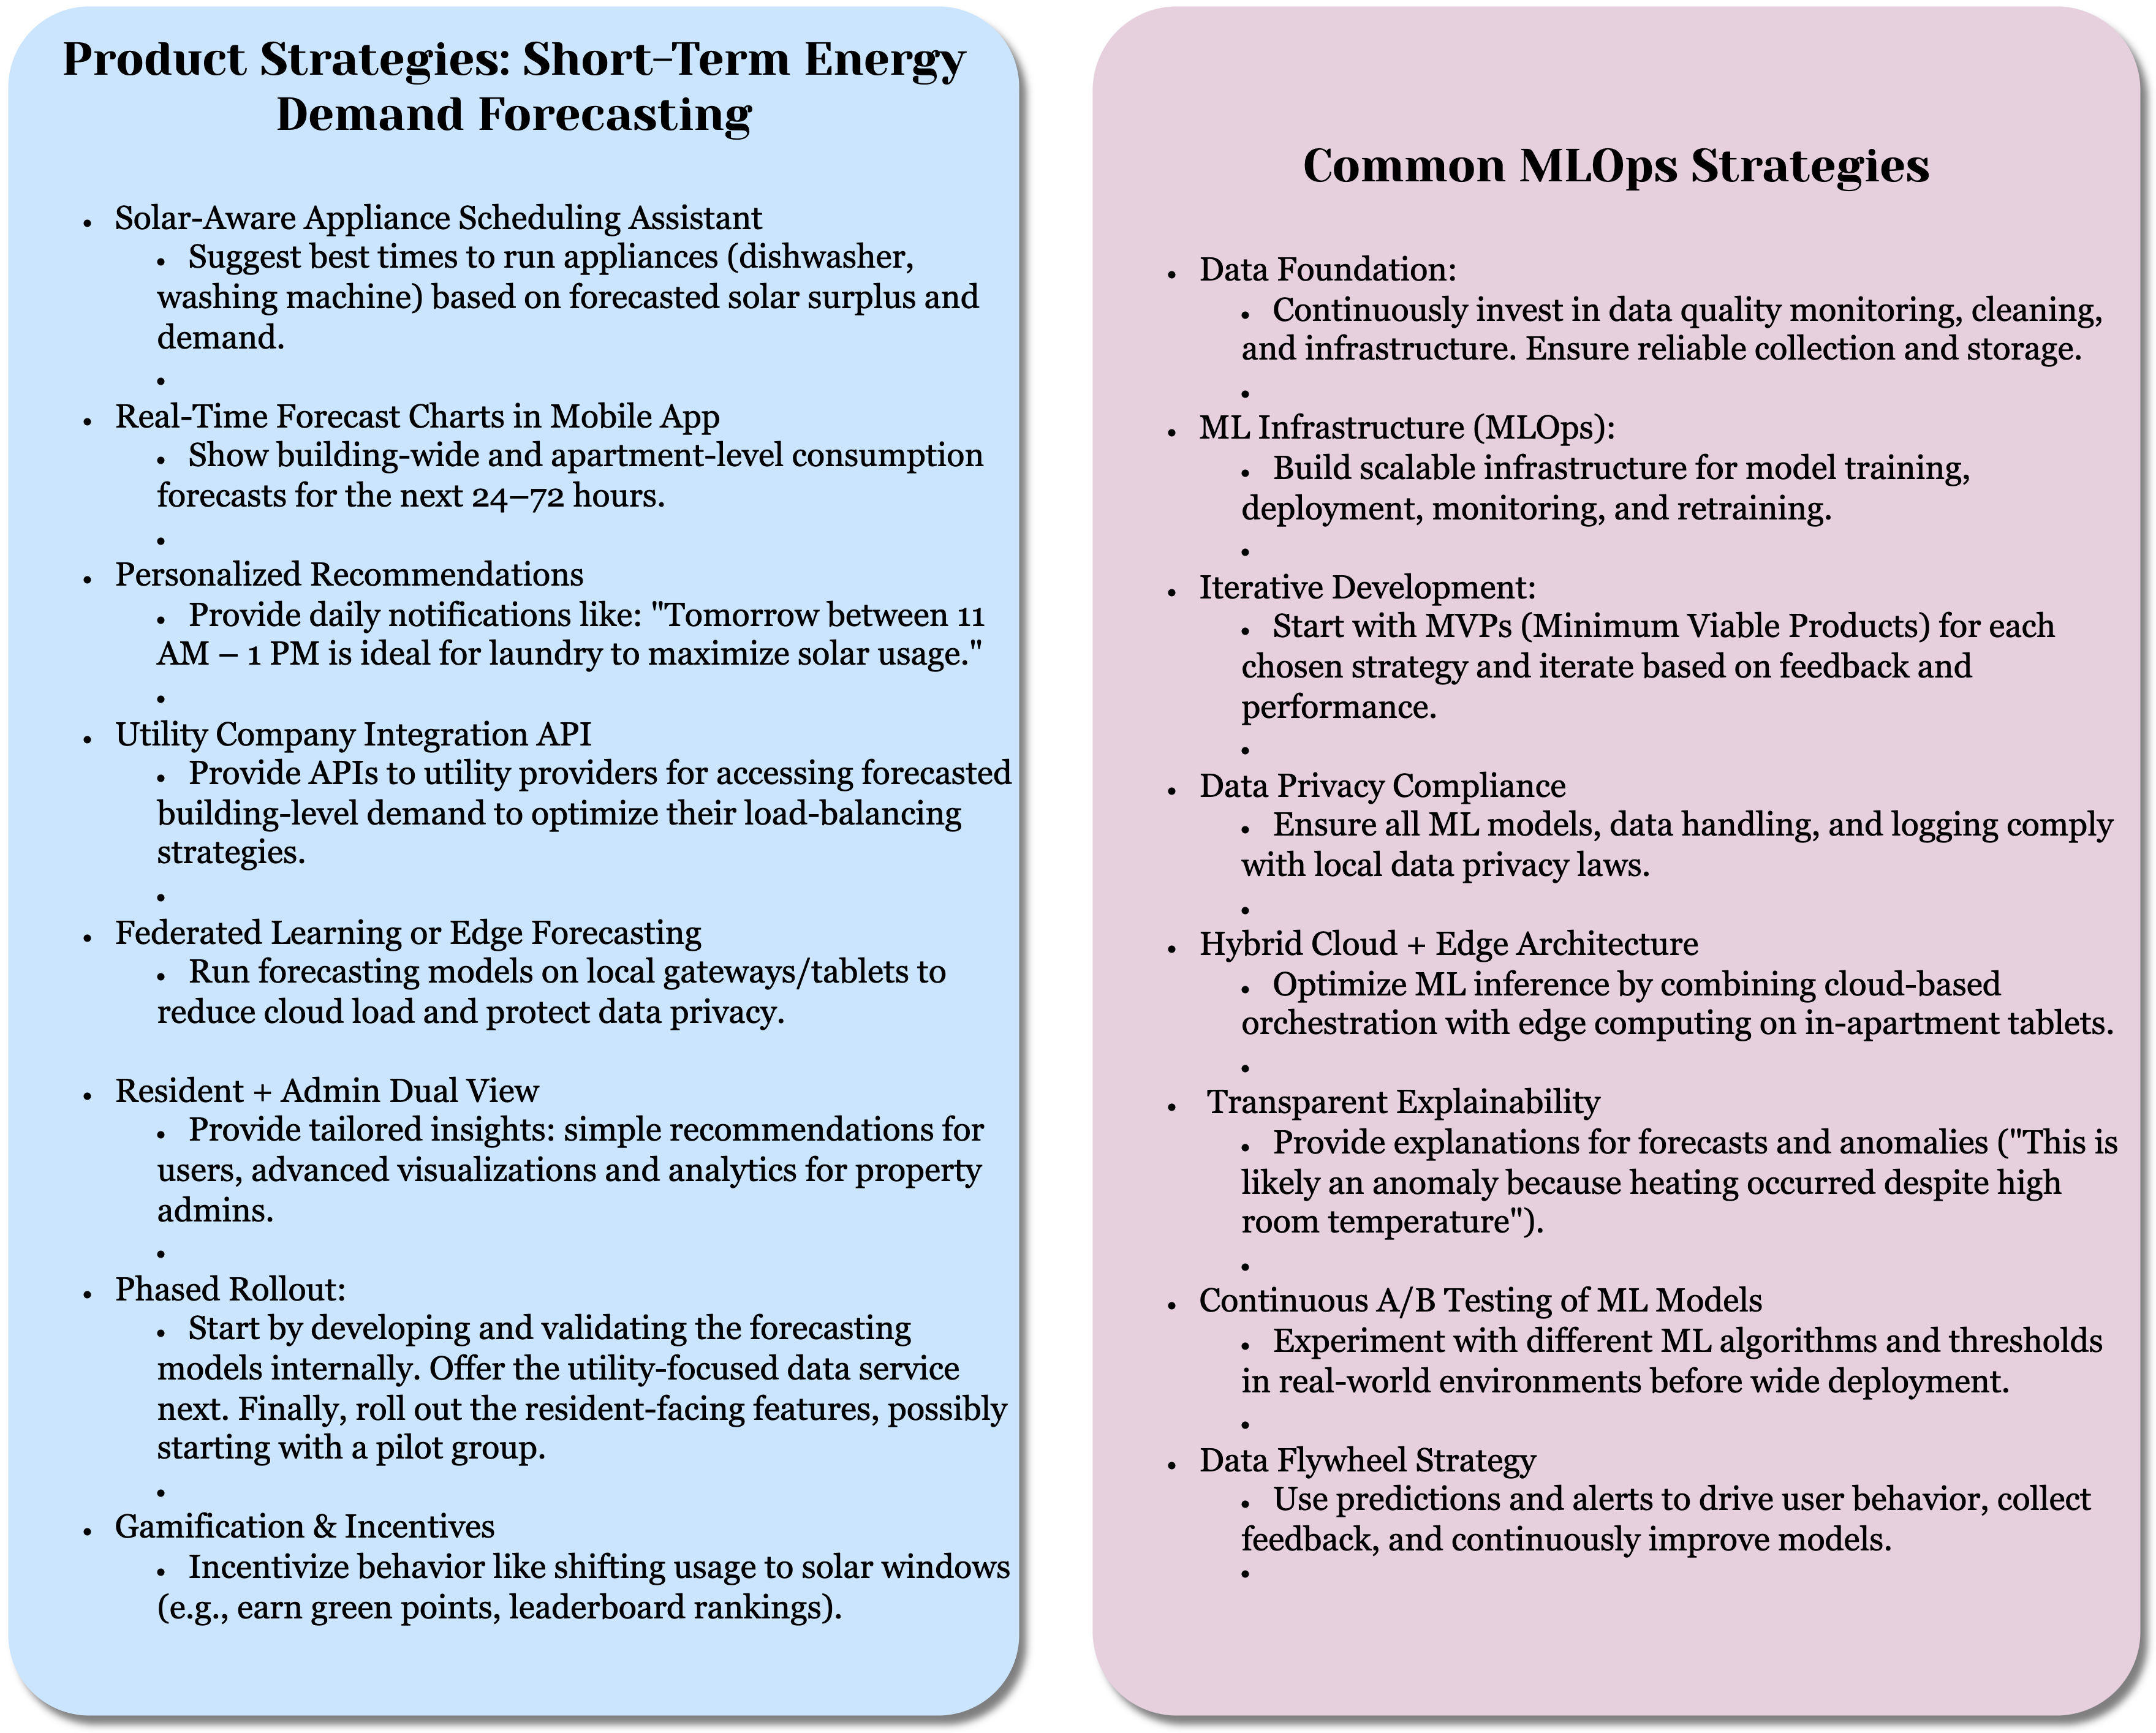 Product Strategies: Short-Term Energy
Demand Forecasting
• Solar-Aware Appliance Scheduling Assistant
• Suggest best times to run appliances (dishwasher,
washing machine) based on forecasted solar surplus and
demand.
•
• Real-Time Forecast Charts in Mobile App
• Show building-wide and apartment-level consumption
forecasts for the next 24–72 hours.
•
• Personalized Recommendations
• Provide daily notifications like: "Tomorrow between 11
AM – 1 PM is ideal for laundry to maximize solar usage."
•
• Utility Company Integration API
• Provide APIs to utility providers for accessing forecasted
building-level demand to optimize their load-balancing
strategies.
•
• Federated Learning or Edge Forecasting
• Run forecasting models on local gateways/tablets to
reduce cloud load and protect data privacy.
• Resident + Admin Dual View
• Provide tailored insights: simple recommendations for
users, advanced visualizations and analytics for property
admins.
•
• Phased Rollout:
• Start by developing and validating the forecasting
models internally. Offer the utility-focused data service
next. Finally, roll out the resident-facing features, possibly
starting with a pilot group.
•
• Gamification & Incentives
• Incentivize behavior like shifting usage to solar windows
(e.g., earn green points, leaderboard rankings).
Common MLOps Strategies
• Data Foundation:
• Continuously invest in data quality monitoring, cleaning,
and infrastructure. Ensure reliable collection and storage.
•
• ML Infrastructure (MLOps):
• Build scalable infrastructure for model training,
deployment, monitoring, and retraining.
•
• Iterative Development:
• Start with MVPs (Minimum Viable Products) for each
chosen strategy and iterate based on feedback and
performance.
•
• Data Privacy Compliance
• Ensure all ML models, data handling, and logging comply
with local data privacy laws.
•
• Hybrid Cloud + Edge Architecture
• Optimize ML inference by combining cloud-based
orchestration with edge computing on in-apartment tablets.
•
• Transparent Explainability
• Provide explanations for forecasts and anomalies ("This is
likely an anomaly because heating occurred despite high
room temperature").
•
• Continuous A/B Testing of ML Models
• Experiment with different ML algorithms and thresholds
in real-world environments before wide deployment.
•
• Data Flywheel Strategy
• Use predictions and alerts to drive user behavior, collect
feedback, and continuously improve models.
•